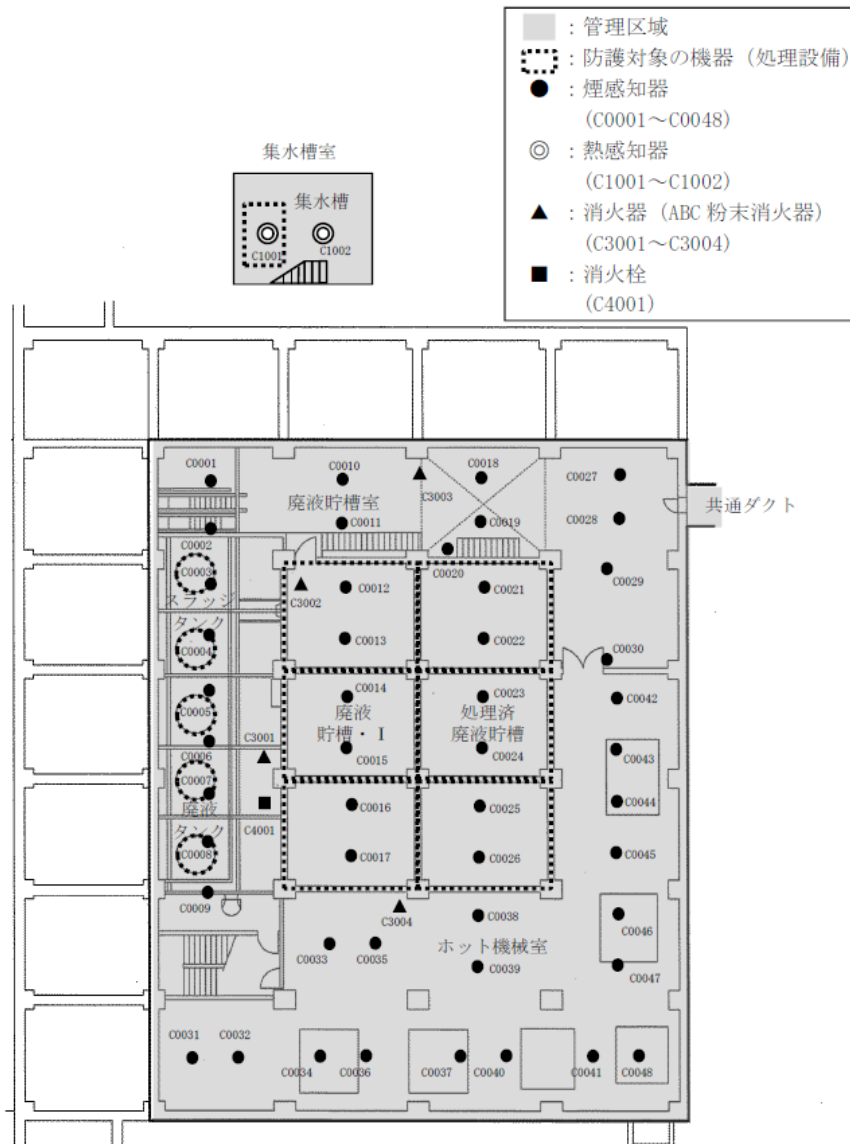 ：管理区域
：防護対象の機器（処理設備）
：煙感知器
(C0001～C0048)
：熱感知器
(C1001～C1002)
：消火器（ABC 粉末消火器）
(C3001～C3004)
：消火栓
(C4001)
集水槽室
集水槽
C1001
C1002
C0001
C0010
C0018
C0027
C3003
廃液貯槽室
共通ダクト
C0011
C0019
C0028
C0002
C0003
C0020
C0029
C0012
C0021
スラッジ
C3002
タンク
C0013
C0022
C0004
C0030
C0014
C0023
C0042
C0005
廃液
貯槽・Ⅰ
処理済
廃液貯槽
C3001
C0006
C0015
C0024
C0043
C0007
廃液
C0016
C0025
C0044
タンク
C4001
C0008
C0017
C0026
C0045
C0009
C3004
C0038
C0046
C0033
C0035
ホット機械室
C0039
C0047
C0031
C0032
C0034
C0036
C0037
C0040
C0041
C0048